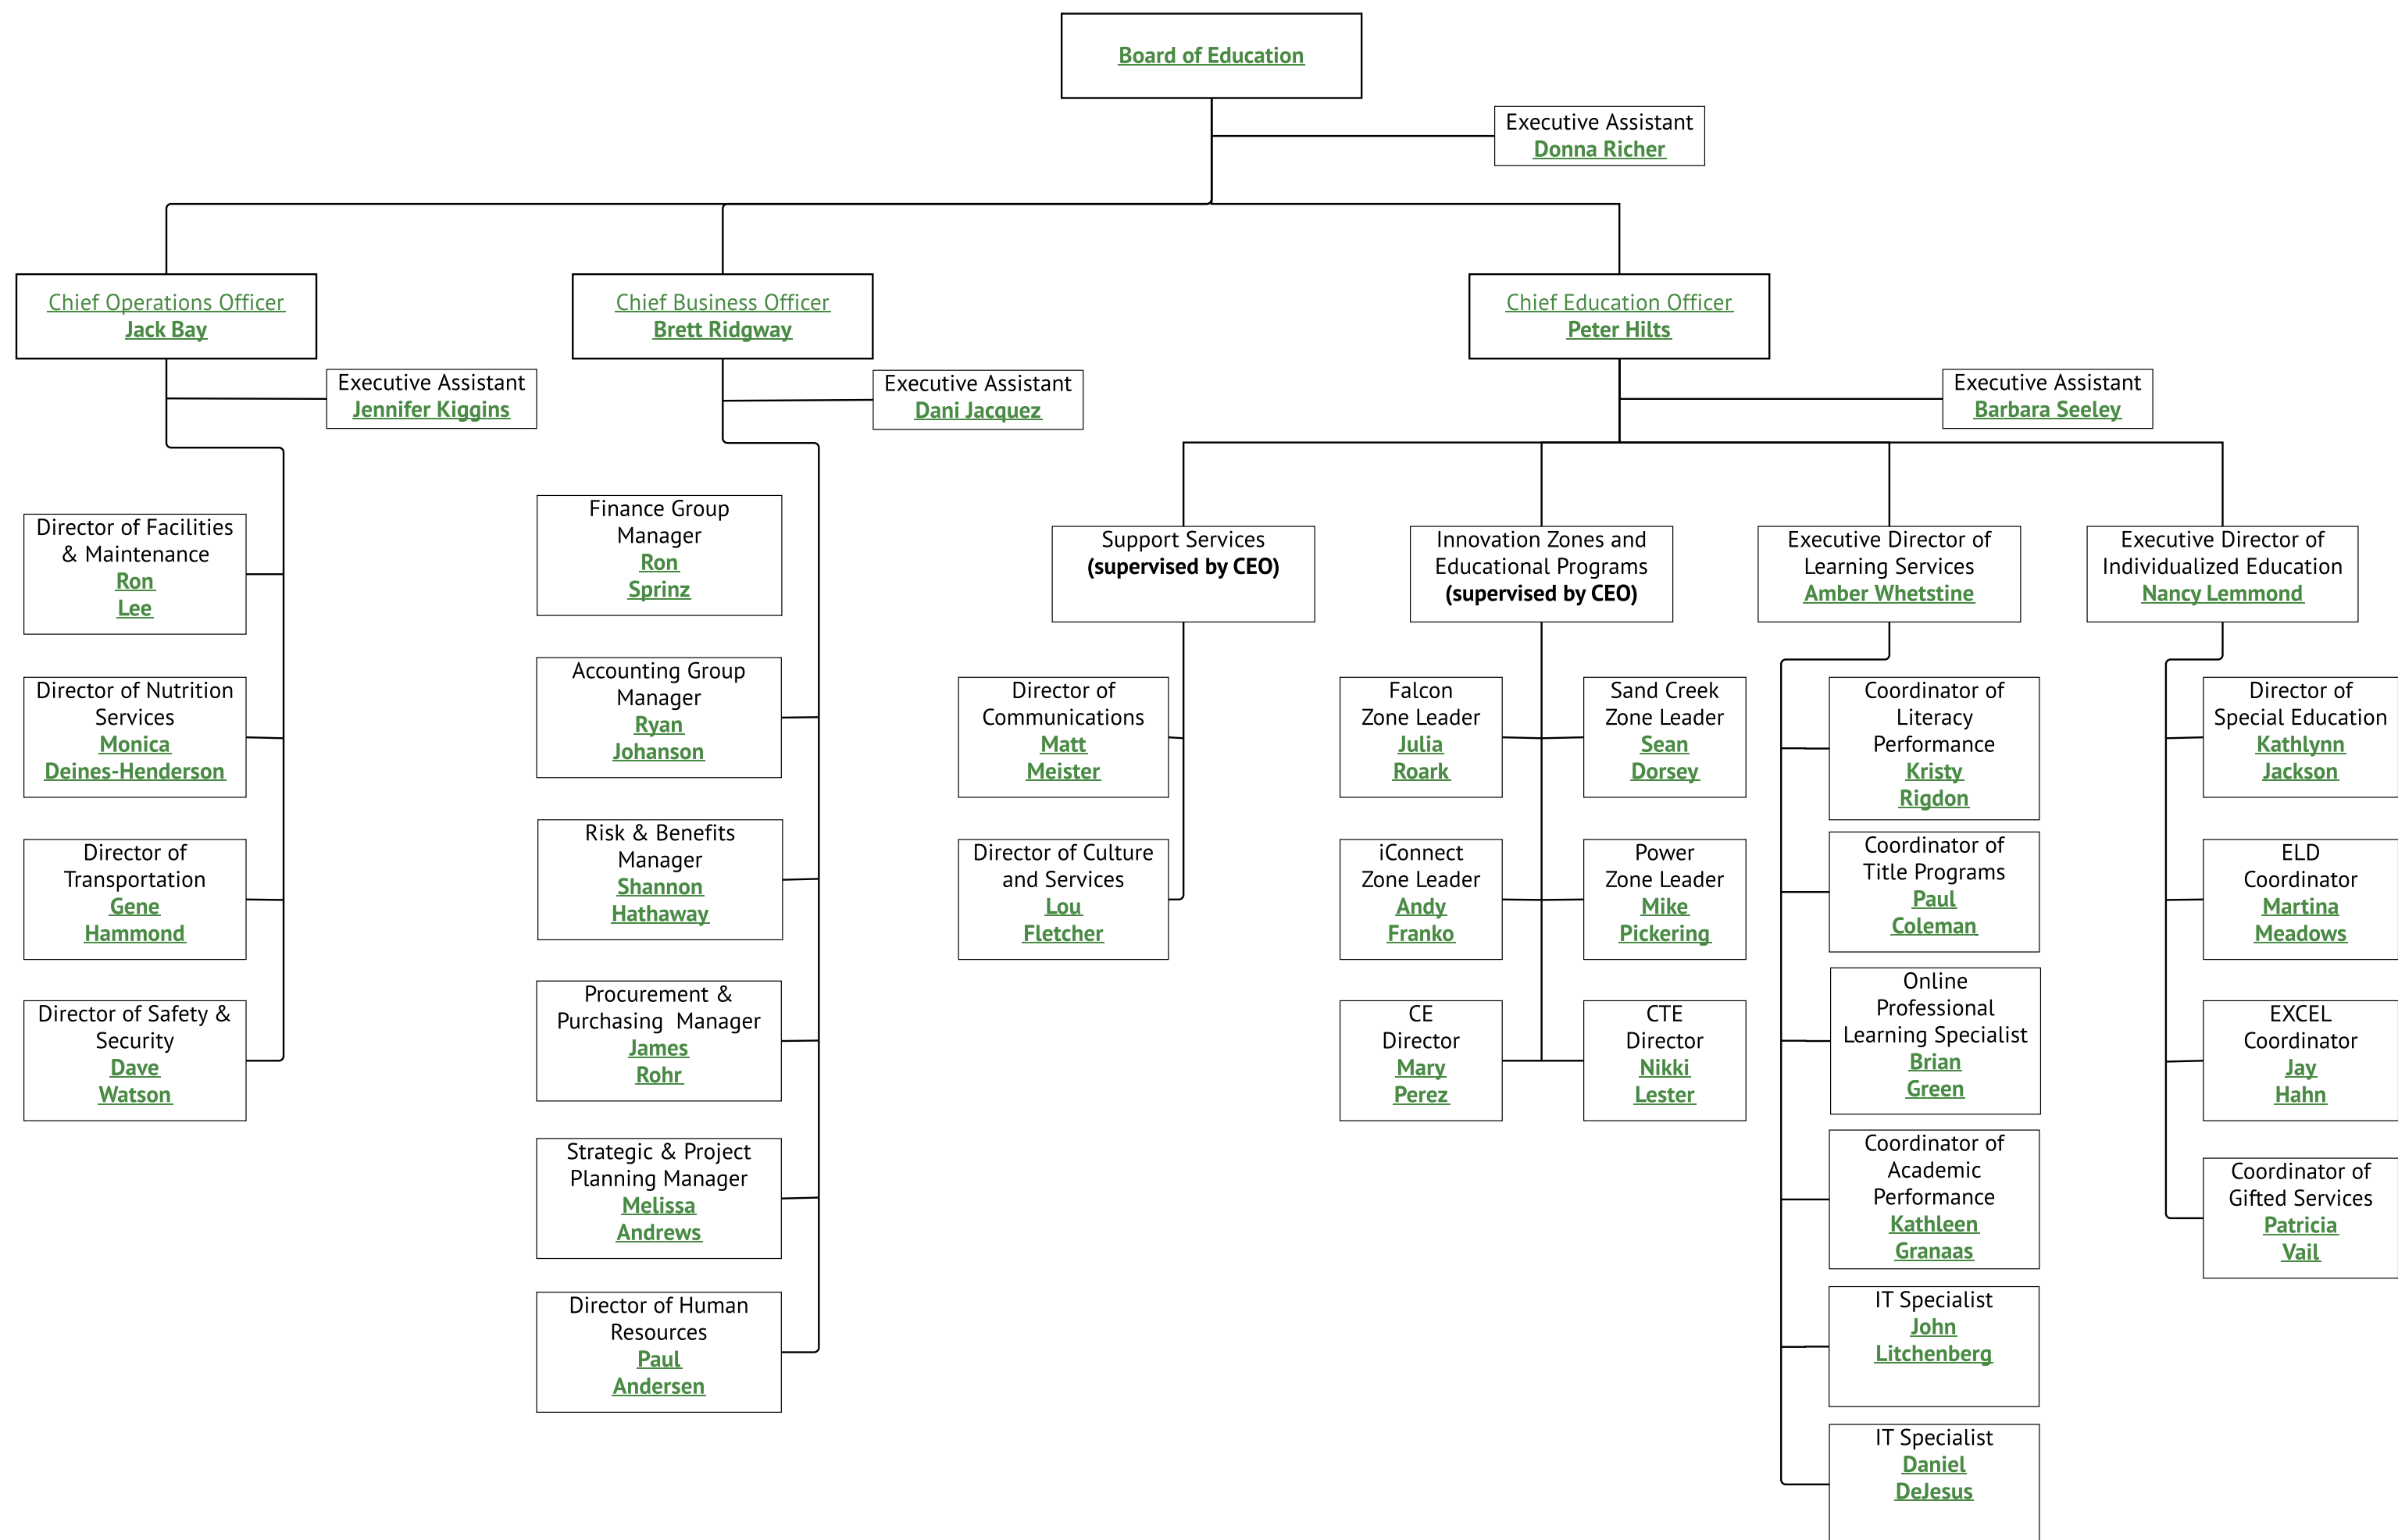 Board of Education
Executive Assistant
Donna Richer
Chief Operations Officer
Jack Bay
Chief Business Officer
Brett Ridgway
Chief Education Officer
Peter Hilts
Executive Assistant
Jennifer Kiggins
Executive Assistant
Dani Jacquez
Executive Assistant
Barbara Seeley
Director of Facilities
& Maintenance
Ron
Lee
Director of Nutrition
Services
Monica
Deines-Henderson
Director of
Transportation
Gene
Hammond
Director of Safety &
Security
Dave
Watson
Finance Group
Manager
Ron
Sprinz
Accounting Group
Manager
Ryan
Johanson
Risk & Benefits
Manager
Shannon
Hathaway
Procurement &
Purchasing  Manager
James
Rohr
Strategic & Project
Planning Manager
Melissa
Andrews
Director of Human
Resources
Paul
Andersen
Support Services
(supervised by CEO)
Director of
Communications
Matt
Meister
Director of Culture
and Services
Lou
Fletcher
Innovation Zones and
Educational Programs
(supervised by CEO)
Falcon
Zone Leader
Julia
Roark
Sand Creek
Zone Leader
Sean
Dorsey
iConnect
Zone Leader
Andy
Franko
Power
Zone Leader
Mike
Pickering
CE
Director
Mary
Perez
CTE
Director
Nikki
Lester
Executive Director of
Learning Services
Amber Whetstine
Coordinator of
Literacy
Performance
Kristy
Rigdon
Coordinator of
Title Programs
Paul
Coleman
Online
Professional
Learning Specialist
Brian
Green
Coordinator of
Academic
Performance
Kathleen
Granaas
IT Specialist
John
Litchenberg
IT Specialist
Daniel
DeJesus
Executive Director of
Individualized Education
Nancy Lemmond
Director of
Special Education
Kathlynn
Jackson
ELD
Coordinator
Martina
Meadows
EXCEL
Coordinator
Jay
Hahn
Coordinator of
Gifted Services
Patricia
Vail